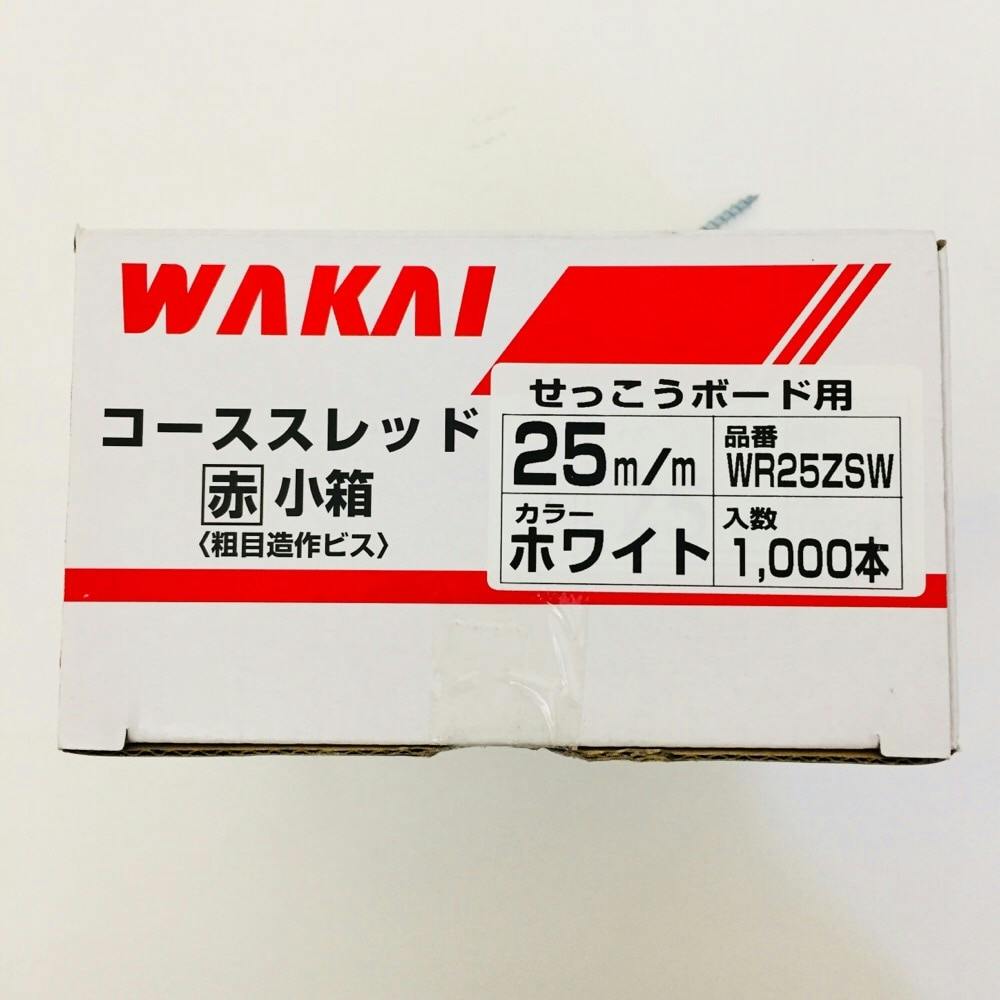 WAKAI
コーススレッド
赤 小箱
〈粗目造作ビス〉
せっこうボード用
25m/m
品番
WR25ZSW
カラー
ホワイト
入数
1,000本